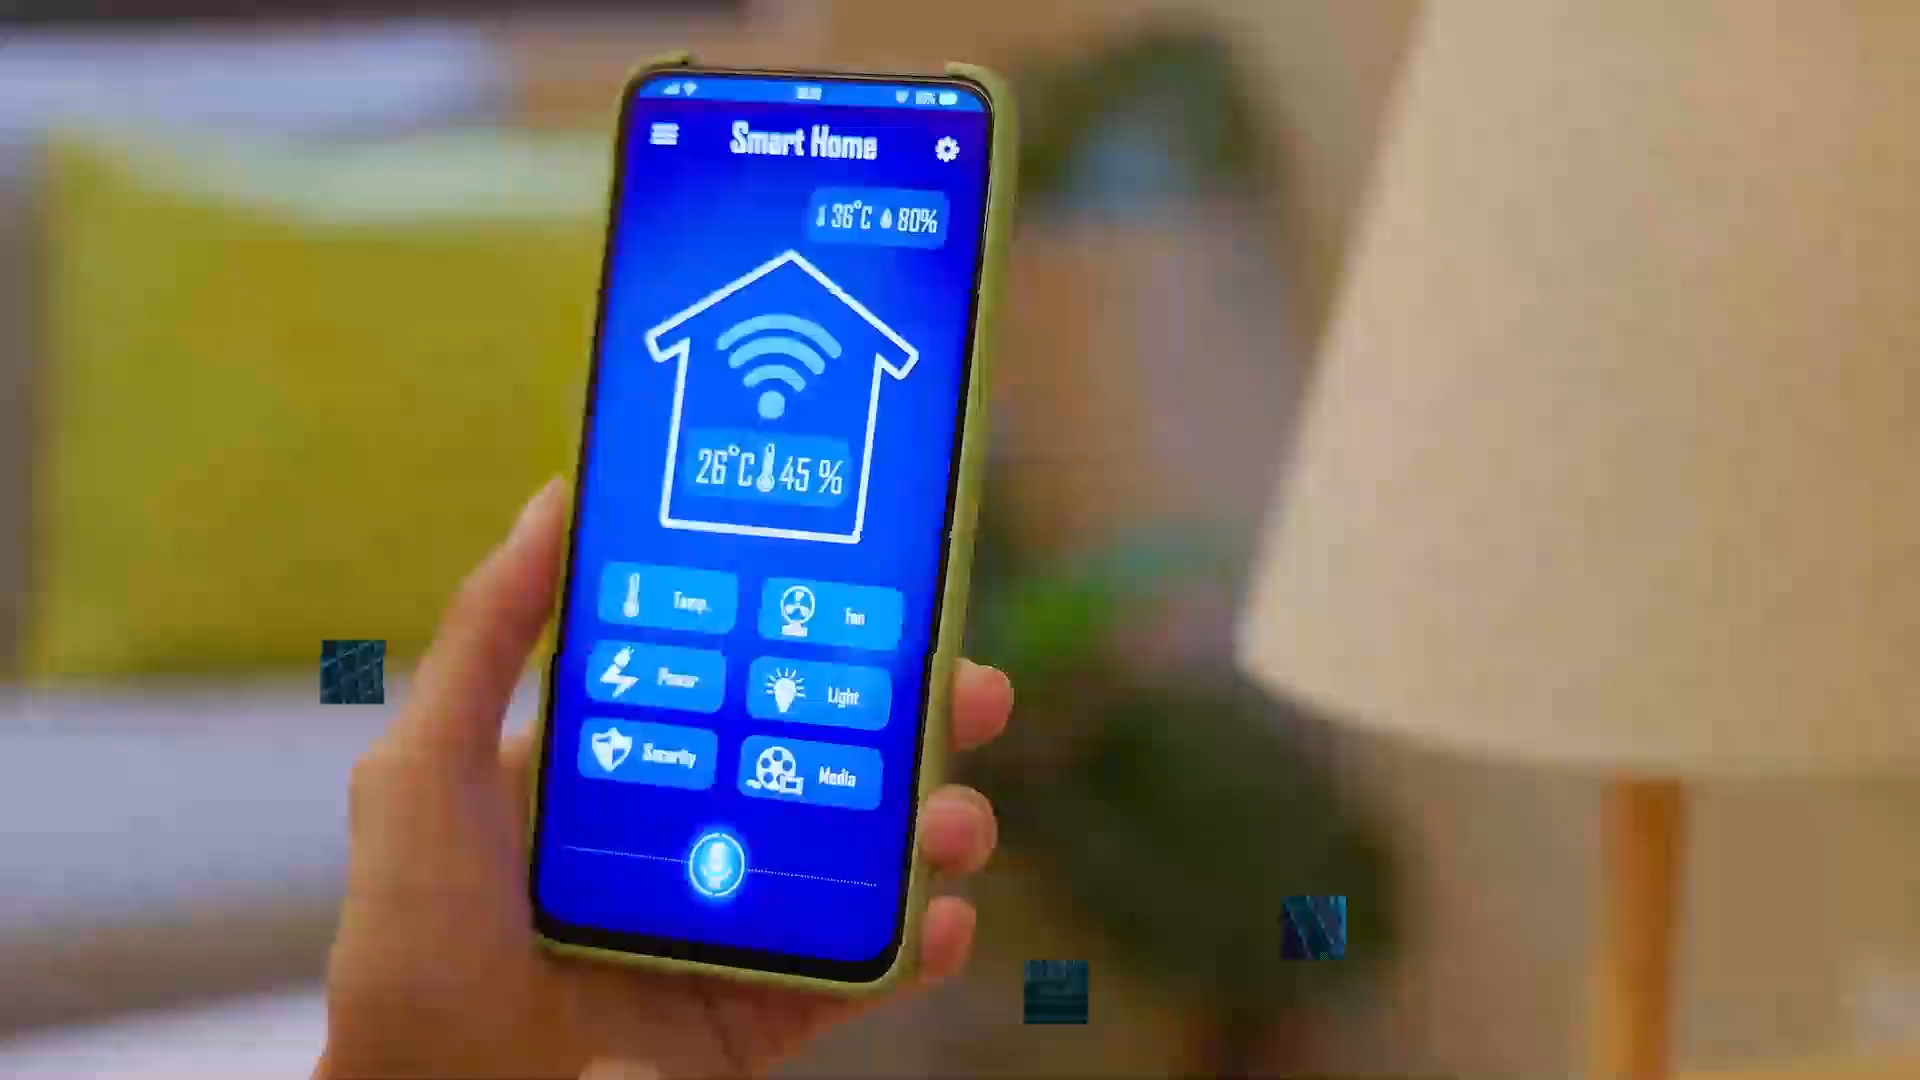 Smart Home
36°C 80%
26°C 45 %
Temp. Fan
Power Light
Security Media